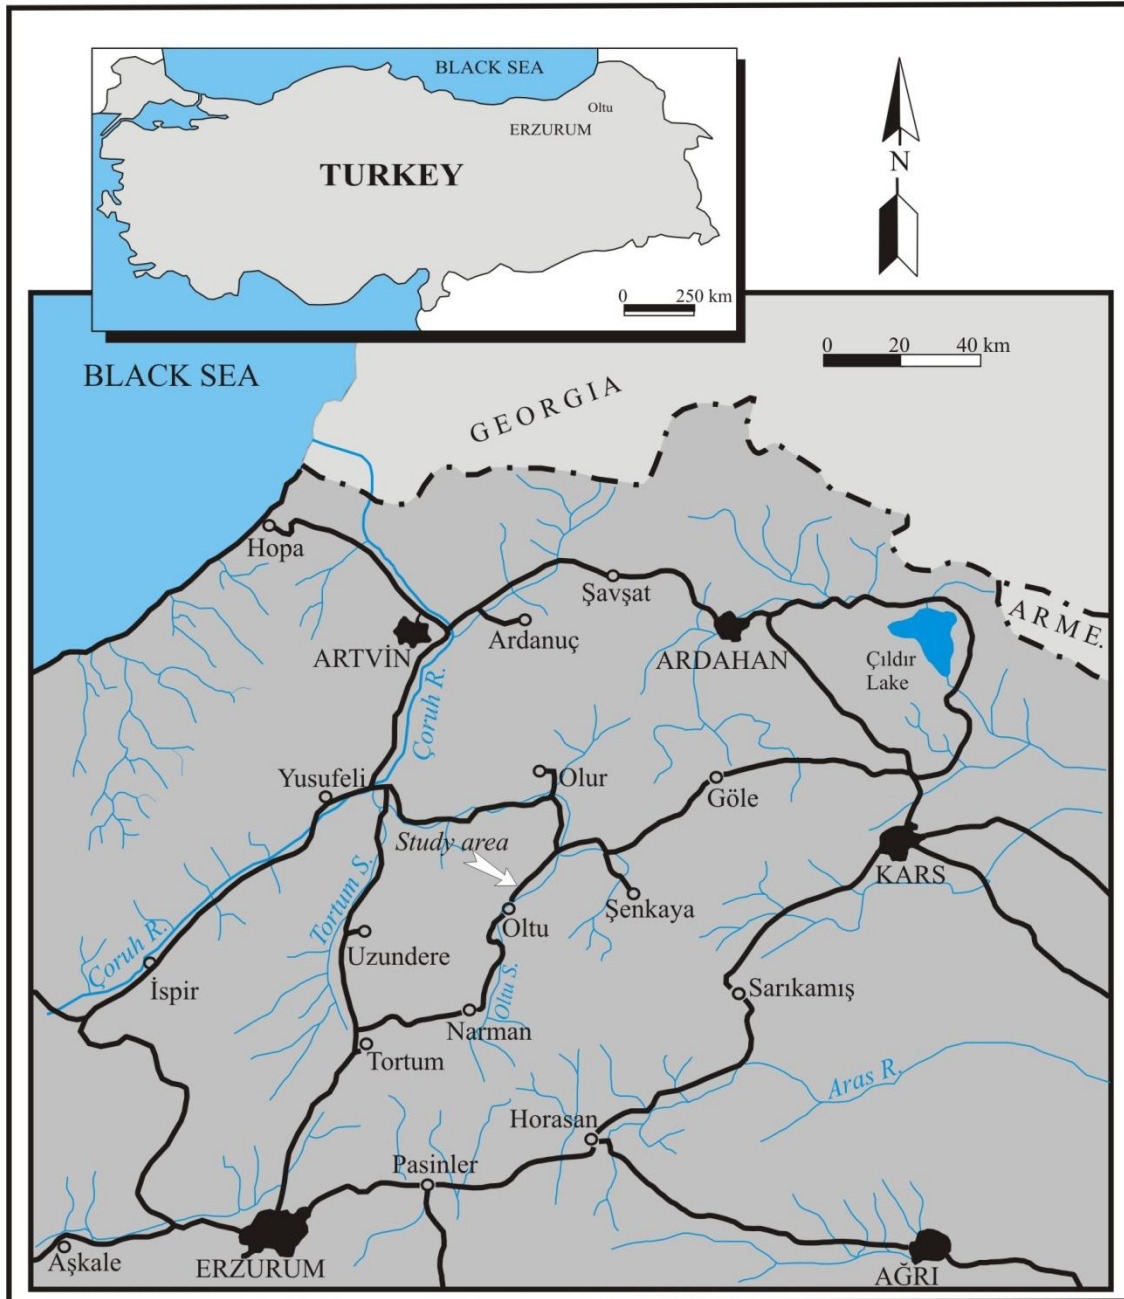 BLACK SEA
Oltu
ERZURUM
TURKEY
0 250 km
N
BLACK SEA
0 20 40 km
GEORGIA
Hopa
Şavşat
ARME.
Ardanuç
ARTVİN
ARDAHAN
Çıldır
Lake
Çoruh R.
Yusufeli
Olur
Göle
Study area
KARS
Şenkaya
Tortum S.
Oltu
Çoruh R.
Uzundere
İspir
Oltu S.
Sarıkamış
Narman
Tortum
Aras R.
Horasan
Pasinler
Aşkale
ERZURUM
AĞRI